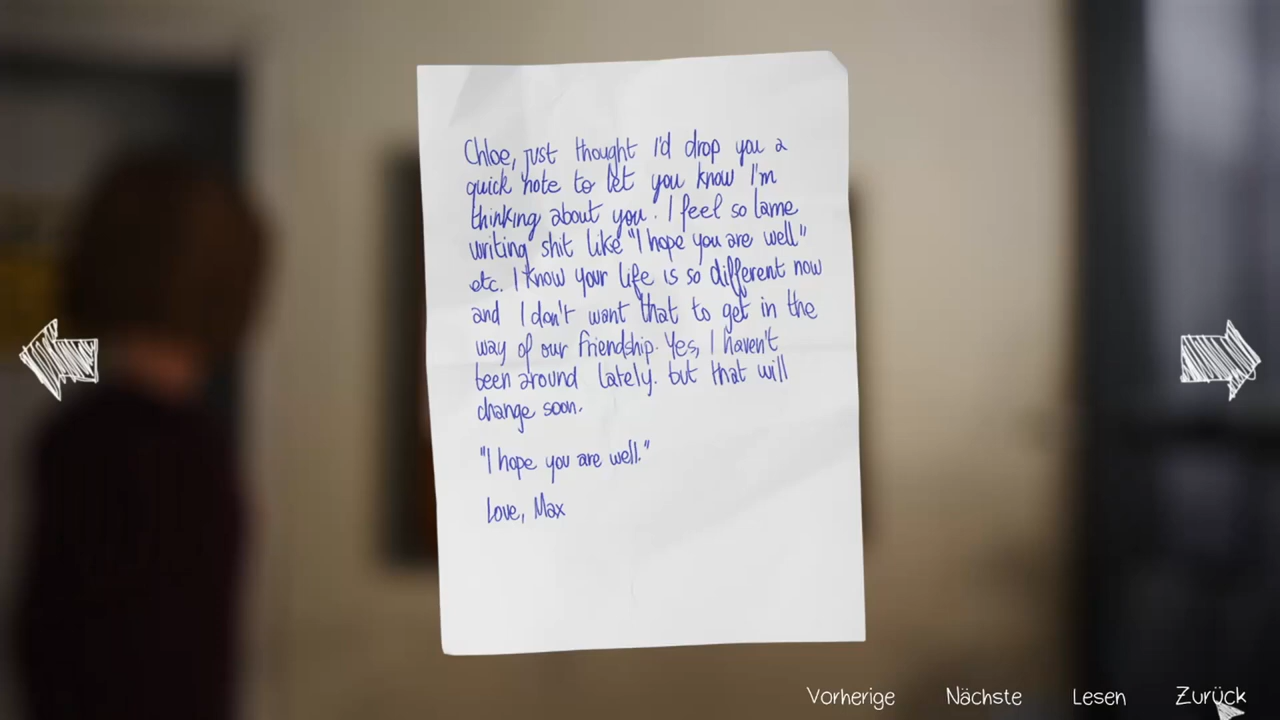 Chloe, just thought I'd drop you a
quick note to let you know I'm
thinking about you. I feel so lame
writing shit like "I hope you are well"
etc. I know your life is so different now
and I don't want that to get in the
way of our friendship. Yes, I haven't
been around lately. but that will
change soon.
"I hope you are well."
Love, Max
Vorherige Nächste Lesen Zurück